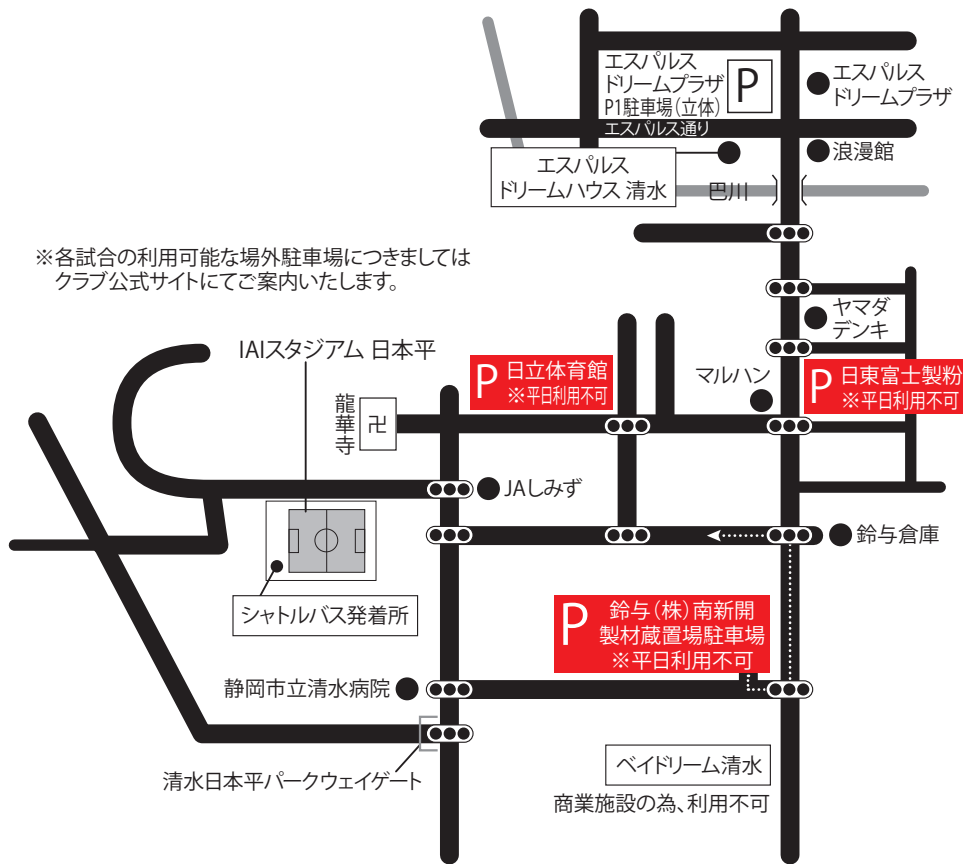 エスパルス
ドリームプラザ
P1駐車場(立体)
P
エスパルス
ドリームプラザ
エスパルス通り
エスパルス
ドリームハウス 清水
浪漫館
巴川
※各試合の利用可能な場外駐車場につきましては
クラブ公式サイトにてご案内いたします。
ヤマダ
デンキ
IAIスタジアム 日本平
P 日立体育館
※平日利用不可
マルハン
P 日東富士製粉
※平日利用不可
龍華寺
卍
JAしみず
鈴与倉庫
シャトルバス発着所
P 鈴与(株)南新開
製材蔵置場駐車場
※平日利用不可
静岡市立清水病院
清水日本平パークウェイゲート
ベイドリーム清水
商業施設の為、利用不可